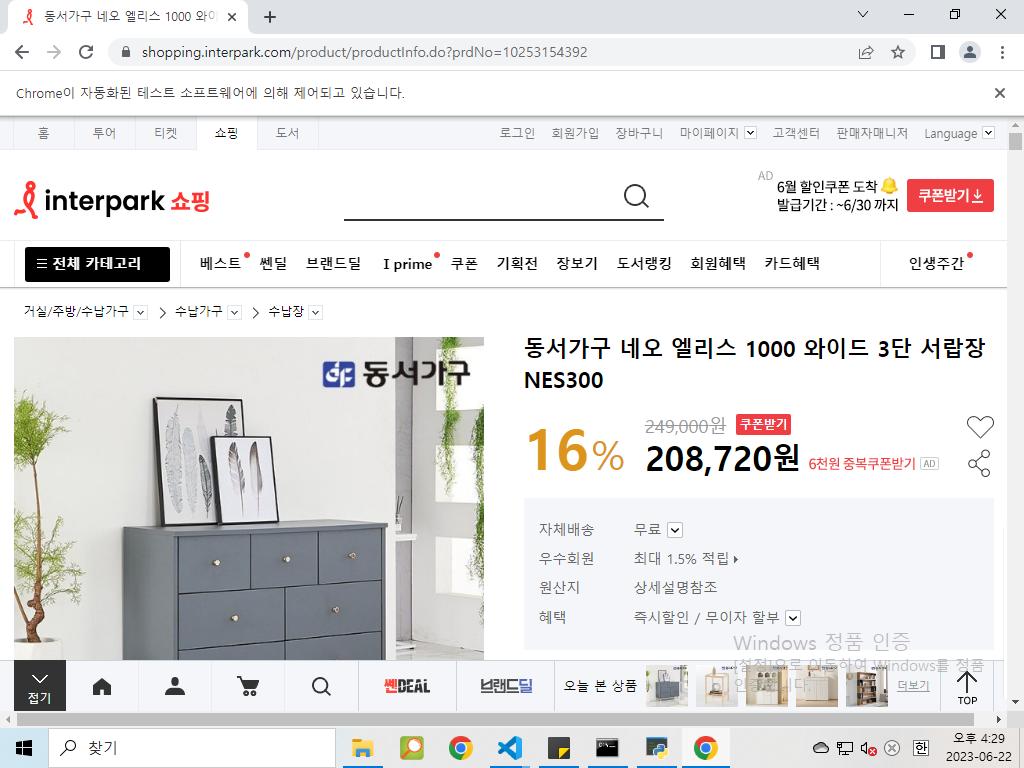 동서가구 네오 엘리스 1000 와이
shopping.interpark.com/product/productInfo.do?prdNo=10253154392
Chrome이 자동화된 테스트 소프트웨어에 의해 제어되고 있습니다.
홈 투어 티켓 쇼핑 도서 로그인 회원가입 장바구니 마이페이지 고객센터 판매자매니저 Language
interpark 쇼핑
AD 6월 할인쿠폰 도착
발급기간 : ~6/30 까지
쿠폰받기
전체 카테고리 베스트 쎈딜 브랜드딜 I prime 쿠폰 기획전 장보기 도서랭킹 회원혜택 카드혜택 인생주간
거실/주방/수납가구 수납가구 수납장
동서가구
동서가구 네오 엘리스 1000 와이드 3단 서랍장
NES300
249,000원 쿠폰받기
16% 208,720원 6천원 중복쿠폰받기 AD
자체배송 무료
우수회원 최대 1.5% 적립
원산지 상세설명참조
혜택 즉시할인 / 무이자 할부
Windows 정품 인증
[설정]으로 이동하여 Windows를 정품
인증합니다.
접기 쎈DEAL 브랜드딜 오늘 본 상품 더보기 TOP
찾기
한
오후 4:29
2023-06-22